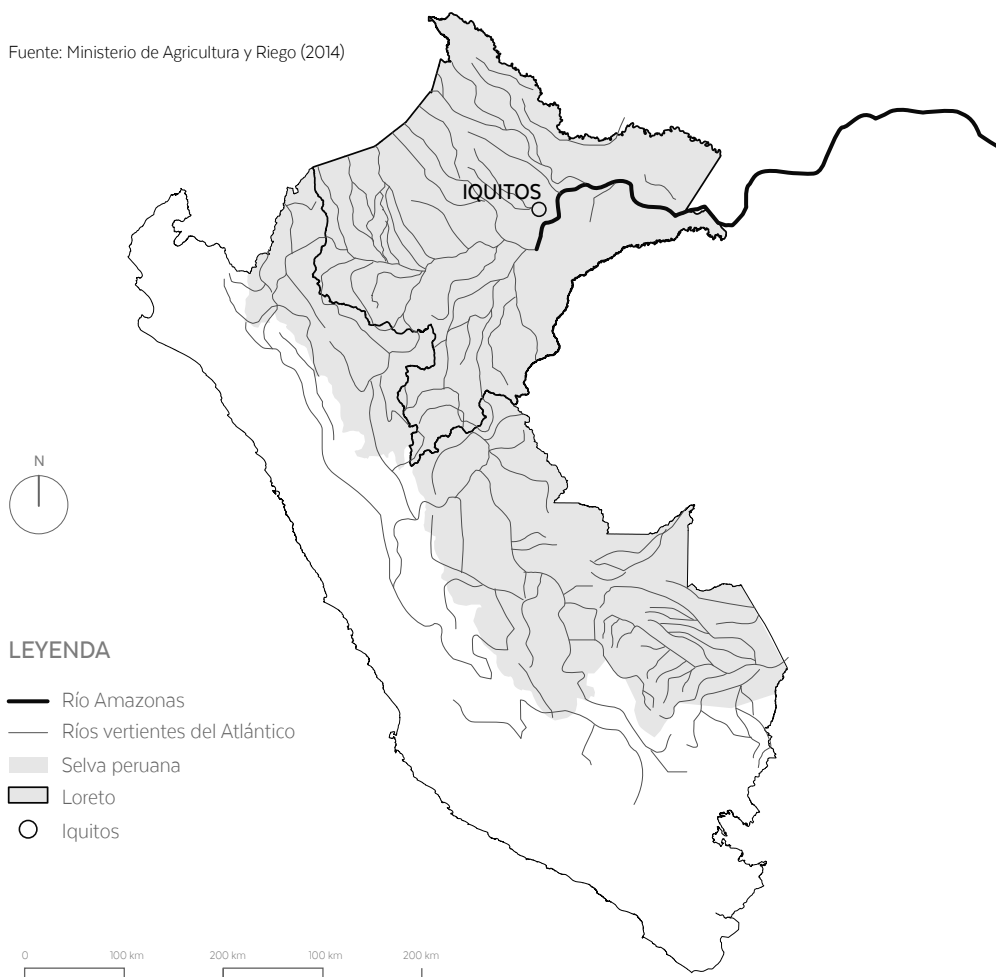 Fuente: Ministerio de Agricultura y Riego (2014)
IQUITOS
N
LEYENDA
Río Amazonas
Ríos vertientes del Atlántico
Selva peruana
Loreto
Iquitos
0 100 km 200 km 100 km 200 km